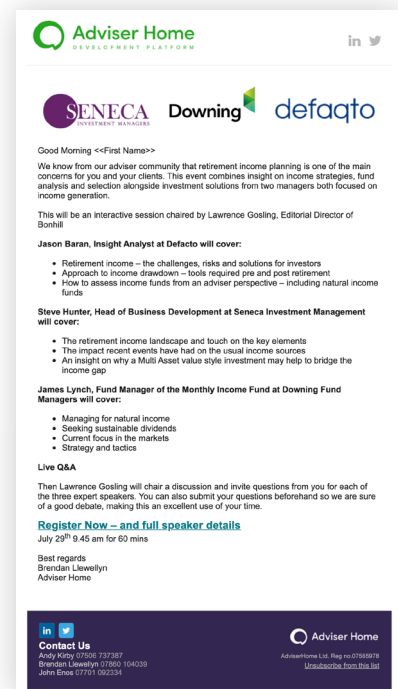 Adviser Home
DEVELOPMENT PLATFORM
in
SENECA
INVESTMENT MANAGERS
Downing
defaqto
Good Morning <<First Name>>
We know from our adviser community that retirement income planning is one of the main
concerns for you and your clients. This event combines insight on income strategies, fund
analysis and selection alongside investment solutions from two managers both focused on
income generation.
This will be an interactive session chaired by Lawrence Gosling, Editorial Director of
Bonhill
Jason Baran, Insight Analyst at Defacto will cover:
• Retirement income – the challenges, risks and solutions for investors
• Approach to income drawdown – tools required pre and post retirement
• How to assess income funds from an adviser perspective – including natural income
funds
Steve Hunter, Head of Business Development at Seneca Investment Management
will cover:
• The retirement income landscape and touch on the key elements
• The impact recent events have had on the usual income sources
• An insight on why a Multi Asset value style investment may help to bridge the
income gap
James Lynch, Fund Manager of the Monthly Income Fund at Downing Fund
Managers will cover:
• Managing for natural income
• Seeking sustainable dividends
• Current focus in the markets
• Strategy and tactics
Live Q&A
Then Lawrence Gosling will chair a discussion and invite questions from you for each of
the three expert speakers. You can also submit your questions beforehand so we are sure
of a good debate, making this an excellent use of your time.
Register Now – and full speaker details
July 29th 9.45 am for 60 mins
Best regards
Brendan Llewellyn
Adviser Home
in
Contact Us
Andy Kirby 07506 737387
Brendan Llewellyn 07860 104039
John Enos 07701 092334
Adviser Home
AdviserHome Ltd. Reg no.07585978
Unsubscribe from this list